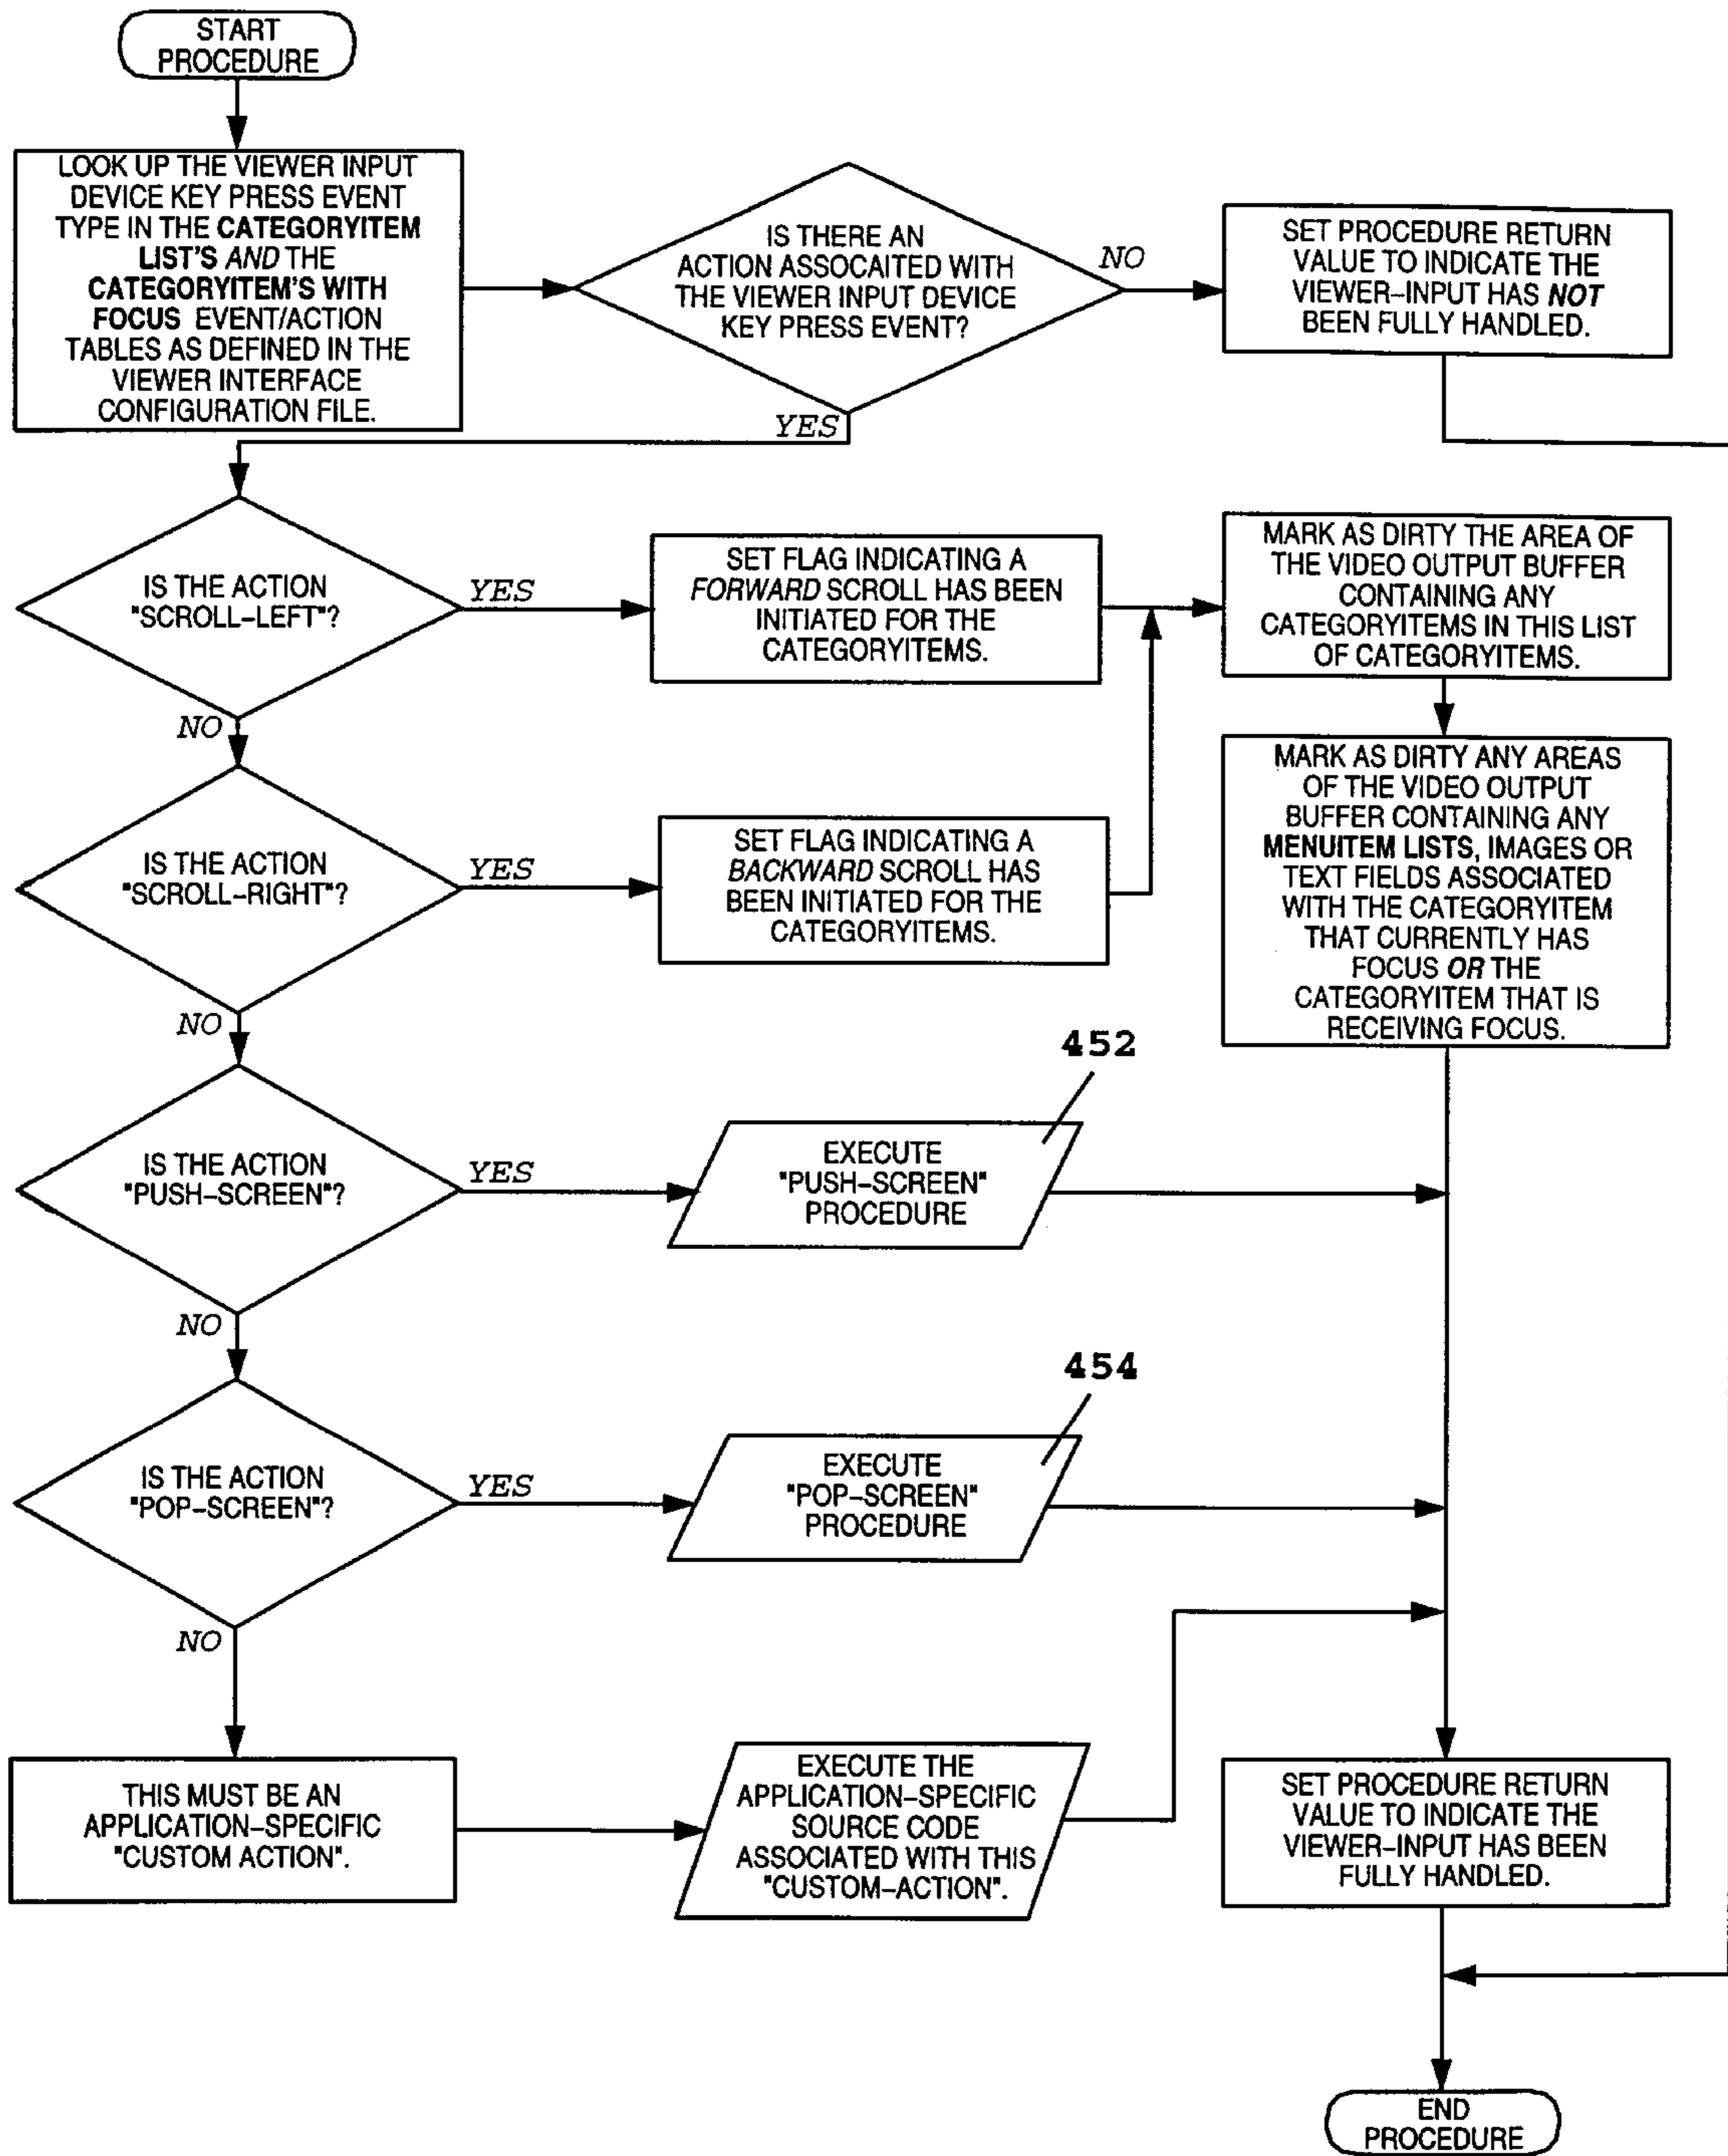 START
PROCEDURE
LOOK UP THE VIEWER INPUT
DEVICE KEY PRESS EVENT
TYPE IN THE CATEGORYITEM
LIST'S AND THE
CATEGORYITEM'S WITH
FOCUS EVENT/ACTION
TABLES AS DEFINED IN THE
VIEWER INTERFACE
CONFIGURATION FILE.
IS THERE AN
ACTION ASSOCAITED WITH
THE VIEWER INPUT DEVICE
KEY PRESS EVENT?
NO
SET PROCEDURE RETURN
VALUE TO INDICATE THE
VIEWER-INPUT HAS NOT
BEEN FULLY HANDLED.
YES
IS THE ACTION
"SCROLL-LEFT"?
YES
SET FLAG INDICATING A
FORWARD SCROLL HAS BEEN
INITIATED FOR THE
CATEGORYITEMS.
MARK AS DIRTY THE AREA OF
THE VIDEO OUTPUT BUFFER
CONTAINING ANY
CATEGORYITEMS IN THIS LIST
OF CATEGORYITEMS.
NO
IS THE ACTION
"SCROLL-RIGHT"?
YES
SET FLAG INDICATING A
BACKWARD SCROLL HAS
BEEN INITIATED FOR THE
CATEGORYITEMS.
MARK AS DIRTY ANY AREAS
OF THE VIDEO OUTPUT
BUFFER CONTAINING ANY
MENUITEM LISTS, IMAGES OR
TEXT FIELDS ASSOCIATED
WITH THE CATEGORYITEM
THAT CURRENTLY HAS
FOCUS OR THE
CATEGORYITEM THAT IS
RECEIVING FOCUS.
NO
452
IS THE ACTION
"PUSH-SCREEN"?
YES
EXECUTE
"PUSH-SCREEN"
PROCEDURE
NO
454
IS THE ACTION
"POP-SCREEN"?
YES
EXECUTE
"POP-SCREEN"
PROCEDURE
NO
THIS MUST BE AN
APPLICATION-SPECIFIC
"CUSTOM ACTION".
EXECUTE THE
APPLICATION-SPECIFIC
SOURCE CODE
ASSOCIATED WITH THIS
"CUSTOM-ACTION".
SET PROCEDURE RETURN
VALUE TO INDICATE THE
VIEWER-INPUT HAS BEEN
FULLY HANDLED.
END
PROCEDURE